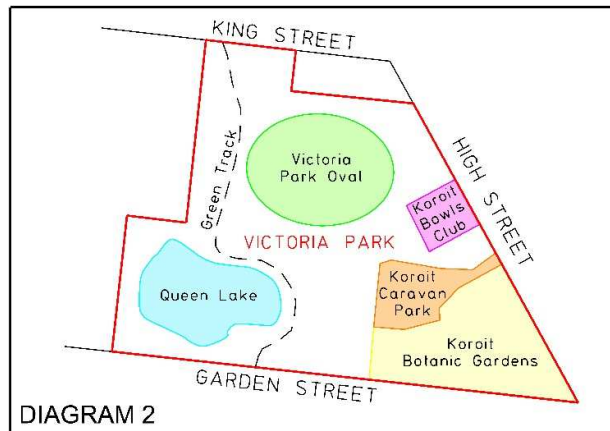 KING STREET
HIGH STREET
Green Track
Victoria
Park Oval
Koroit
Bowls
Club
VICTORIA PARK
Queen Lake
Koroit
Caravan
Park
Koroit
Botanic Gardens
GARDEN STREET
DIAGRAM 2